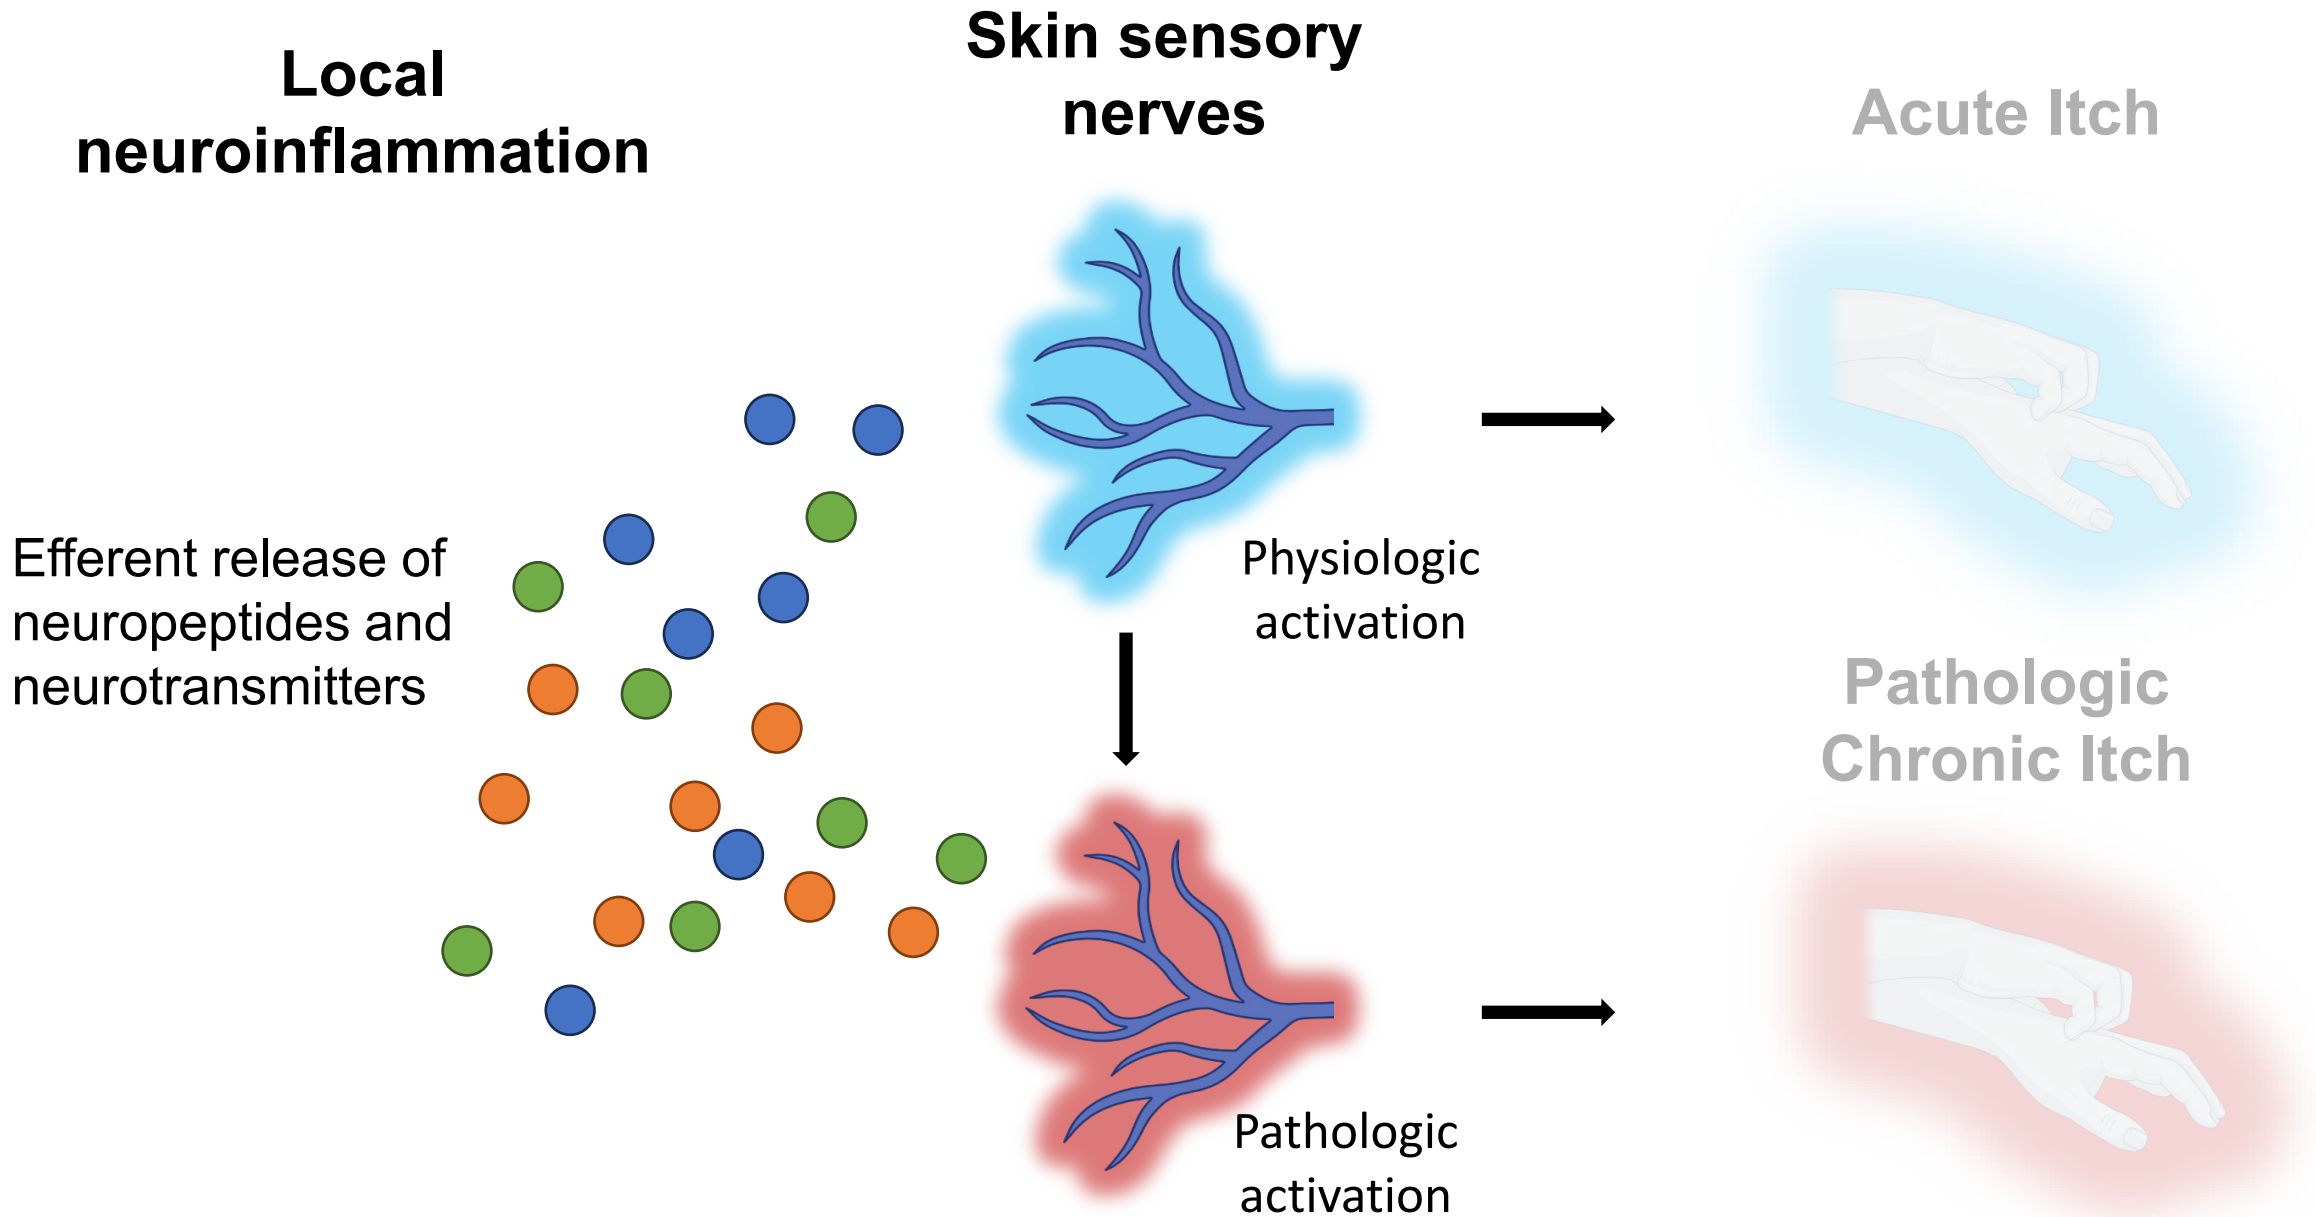 Local
neuroinflammation
Skin sensory
nerves
Acute Itch
Efferent release of
neuropeptides and
neurotransmitters
Physiologic
activation
Pathologic
Chronic Itch
Pathologic
activation